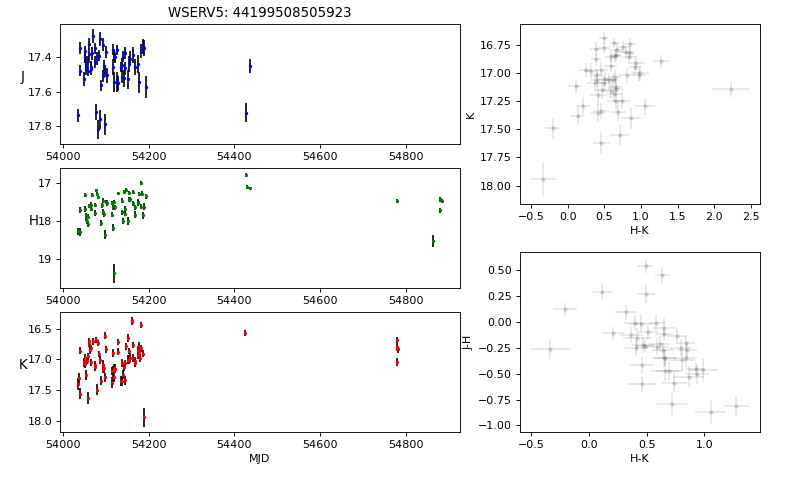 WSERV5: 44199508505923
J
17.4
17.6
17.8
54000 54200 54400 54600 54800
H
17
18
19
54000 54200 54400 54600 54800
K
16.5
17.0
17.5
18.0
54000 54200 54400 54600 54800
MJD
K
16.75
17.00
17.25
17.50
17.75
18.00
−0.5 0.0 0.5 1.0 1.5 2.0 2.5
H-K
J-H
0.50
0.25
0.00
−0.25
−0.50
−0.75
−1.00
−0.5 0.0 0.5 1.0
H-K